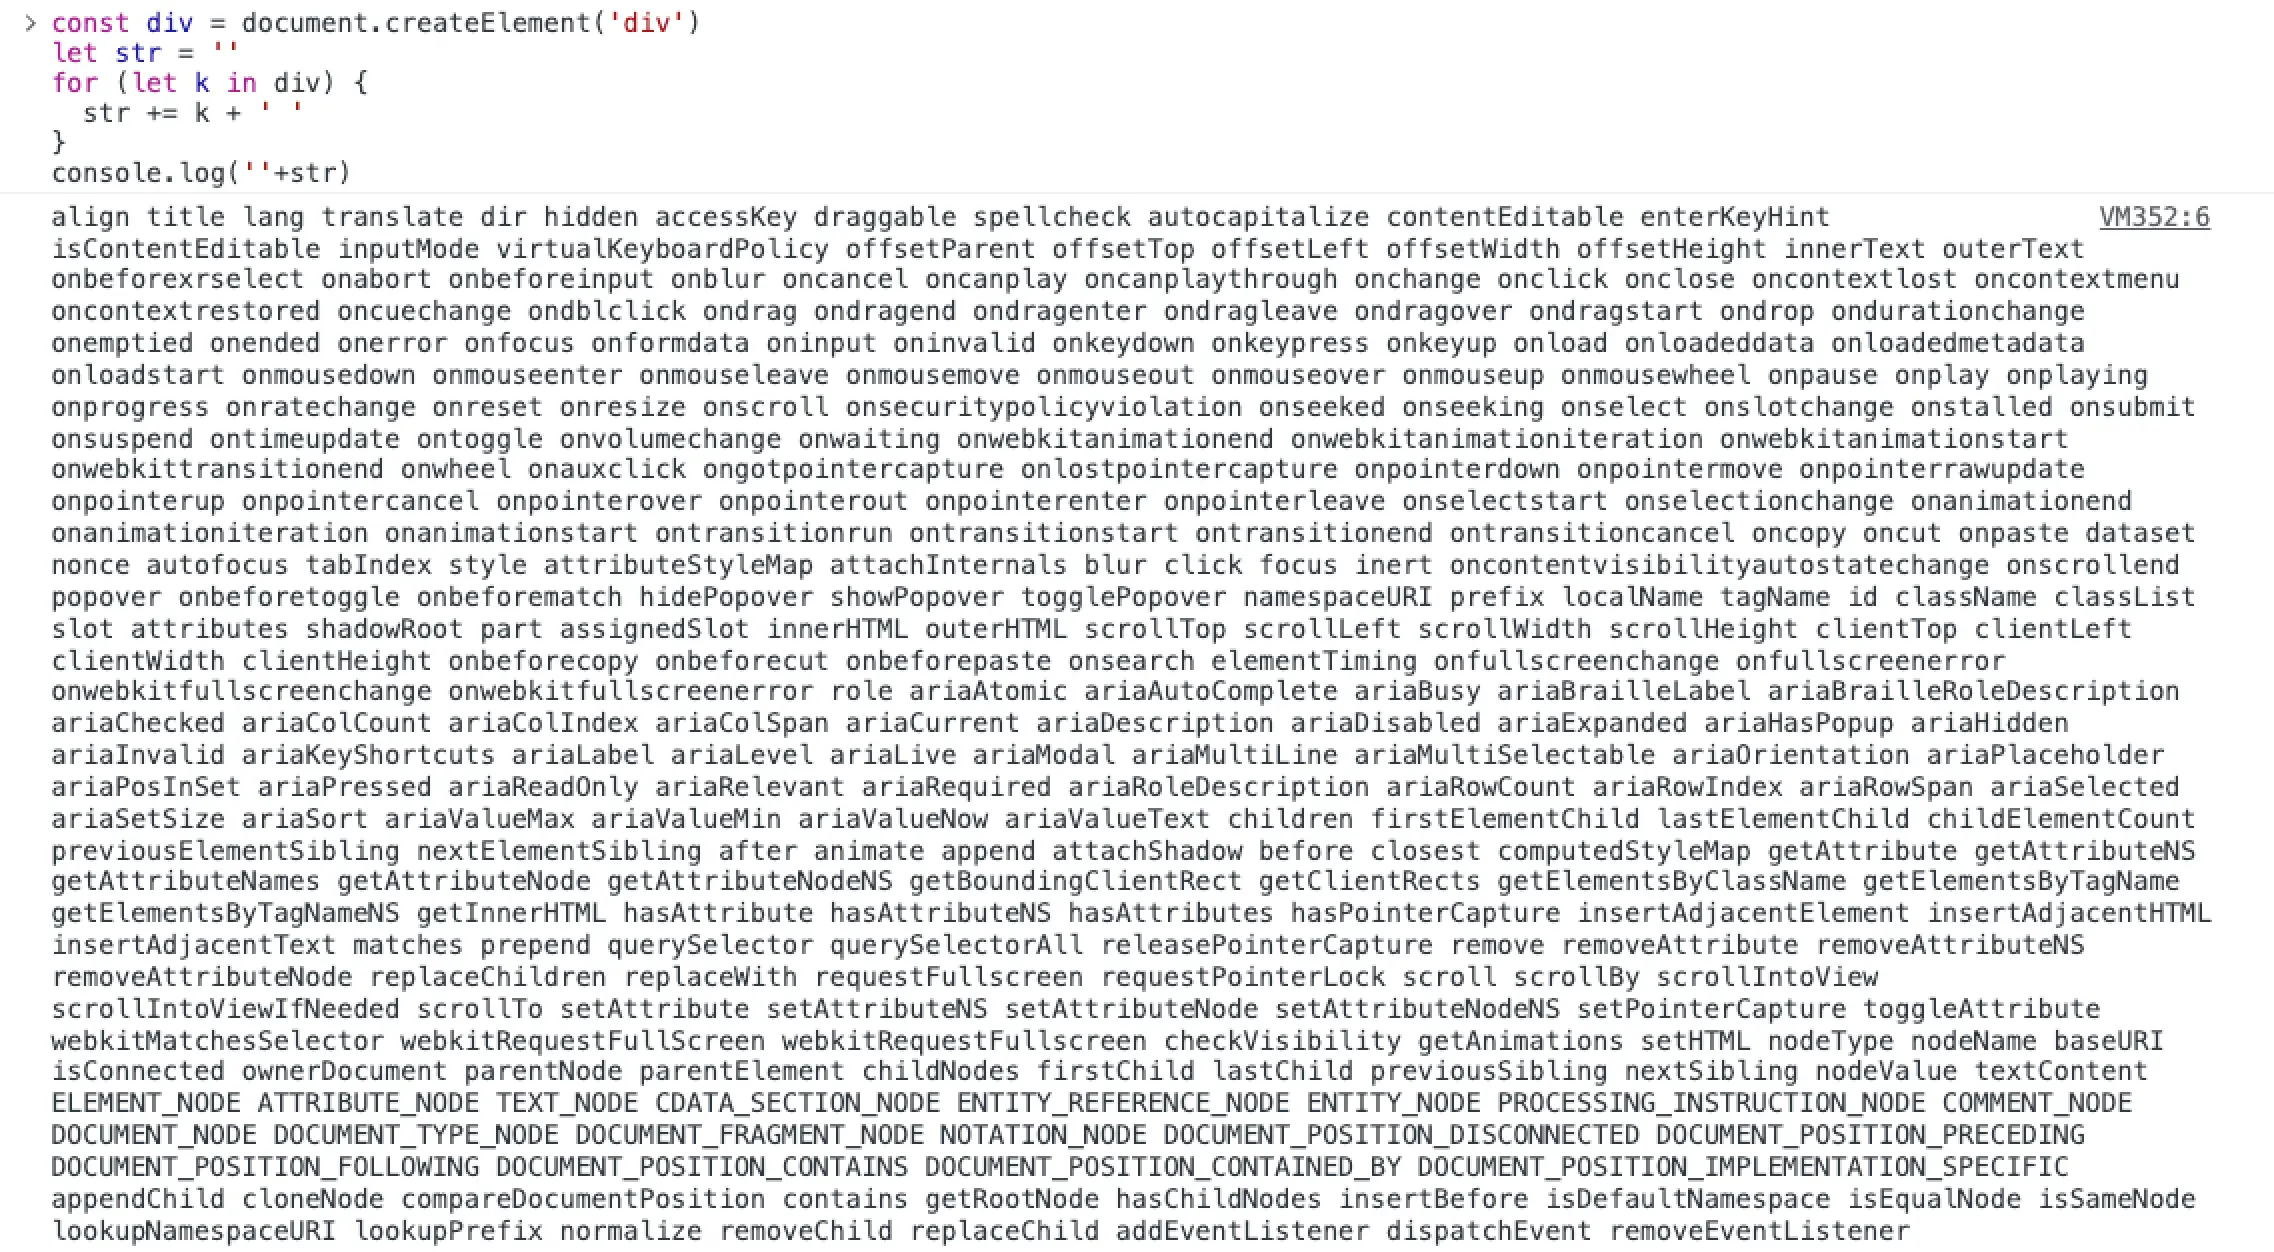 > const div = document.createElement('div')
let str = ''
for (let k in div) {
  str += k + ' '
}
console.log(''+str)
align title lang translate dir hidden accessKey draggable spellcheck autocapitalize contentEditable enterKeyHint VM352:6
isContentEditable inputMode virtualKeyboardPolicy offsetParent offsetTop offsetLeft offsetWidth offsetHeight innerText outerText
onbeforexrselect onabort onbeforeinput onblur oncancel oncanplay oncanplaythrough onchange onclick onclose oncontextlost oncontextmenu
oncontextrestored oncuechange ondblclick ondrag ondragend ondragenter ondragleave ondragover ondragstart ondrop ondurationchange
onemptied onended onerror onfocus onformdata oninput oninvalid onkeydown onkeypress onkeyup onload onloadeddata onloadedmetadata
onloadstart onmousedown onmouseenter onmouseleave onmousemove onmouseout onmouseover onmouseup onmousewheel onpause onplay onplaying
onprogress onratechange onreset onresize onscroll onsecuritypolicyviolation onseeked onseeking onselect onslotchange onstalled onsubmit
onsuspend ontimeupdate ontoggle onvolumechange onwaiting onwebkitanimationend onwebkitanimationiteration onwebkitanimationstart
onwebkittransitionend onwheel onauxclick ongotpointercapture onlostpointercapture onpointerdown onpointermove onpointerrawupdate
onpointerup onpointercancel onpointerover onpointerout onpointerenter onpointerleave onselectstart onselectionchange onanimationend
onanimationiteration onanimationstart ontransitionrun ontransitionstart ontransitionend ontransitioncancel oncopy oncut onpaste dataset
nonce autofocus tabIndex style attributeStyleMap attachInternals blur click focus inert oncontentvisibilityautostatechange onscrollend
popover onbeforetoggle onbeforematch hidePopover showPopover togglePopover namespaceURI prefix localName tagName id className classList
slot attributes shadowRoot part assignedSlot innerHTML outerHTML scrollTop scrollLeft scrollWidth scrollHeight clientTop clientLeft
clientWidth clientHeight onbeforecopy onbeforecut onbeforepaste onsearch elementTiming onfullscreenchange onfullscreenerror
onwebkitfullscreenchange onwebkitfullscreenerror role ariaAtomic ariaAutoComplete ariaBusy ariaBrailleLabel ariaBrailleRoleDescription
ariaChecked ariaColCount ariaColIndex ariaColSpan ariaCurrent ariaDescription ariaDisabled ariaExpanded ariaHasPopup ariaHidden
ariaInvalid ariaKeyShortcuts ariaLabel ariaLevel ariaLive ariaModal ariaMultiLine ariaMultiSelectable ariaOrientation ariaPlaceholder
ariaPosInSet ariaPressed ariaReadOnly ariaRelevant ariaRequired ariaRoleDescription ariaRowCount ariaRowIndex ariaRowSpan ariaSelected
ariaSetSize ariaSort ariaValueMax ariaValueMin ariaValueNow ariaValueText children firstElementChild lastElementChild childElementCount
previousElementSibling nextElementSibling after animate append attachShadow before closest computedStyleMap getAttribute getAttributeNS
getAttributeNames getAttributeNode getAttributeNodeNS getBoundingClientRect getClientRects getElementsByClassName getElementsByTagName
getElementsByTagNameNS getInnerHTML hasAttribute hasAttributeNS hasAttributes hasPointerCapture insertAdjacentElement insertAdjacentHTML
insertAdjacentText matches prepend querySelector querySelectorAll releasePointerCapture remove removeAttribute removeAttributeNS
removeAttributeNode replaceChildren replaceWith requestFullscreen requestPointerLock scroll scrollBy scrollIntoView
scrollIntoViewIfNeeded scrollTo setAttribute setAttributeNS setAttributeNode setAttributeNodeNS setPointerCapture toggleAttribute
webkitMatchesSelector webkitRequestFullScreen webkitRequestFullscreen checkVisibility getAnimations setHTML nodeType nodeName baseURI
isConnected ownerDocument parentNode parentElement childNodes firstChild lastChild previousSibling nextSibling nodeValue textContent
ELEMENT_NODE ATTRIBUTE_NODE TEXT_NODE CDATA_SECTION_NODE ENTITY_REFERENCE_NODE ENTITY_NODE PROCESSING_INSTRUCTION_NODE COMMENT_NODE
DOCUMENT_NODE DOCUMENT_TYPE_NODE DOCUMENT_FRAGMENT_NODE NOTATION_NODE DOCUMENT_POSITION_DISCONNECTED DOCUMENT_POSITION_PRECEDING
DOCUMENT_POSITION_FOLLOWING DOCUMENT_POSITION_CONTAINS DOCUMENT_POSITION_CONTAINED_BY DOCUMENT_POSITION_IMPLEMENTATION_SPECIFIC
appendChild cloneNode compareDocumentPosition contains getRootNode hasChildNodes insertBefore isDefaultNamespace isEqualNode isSameNode
lookupNamespaceURI lookupPrefix normalize removeChild replaceChild addEventListener dispatchEvent removeEventListener